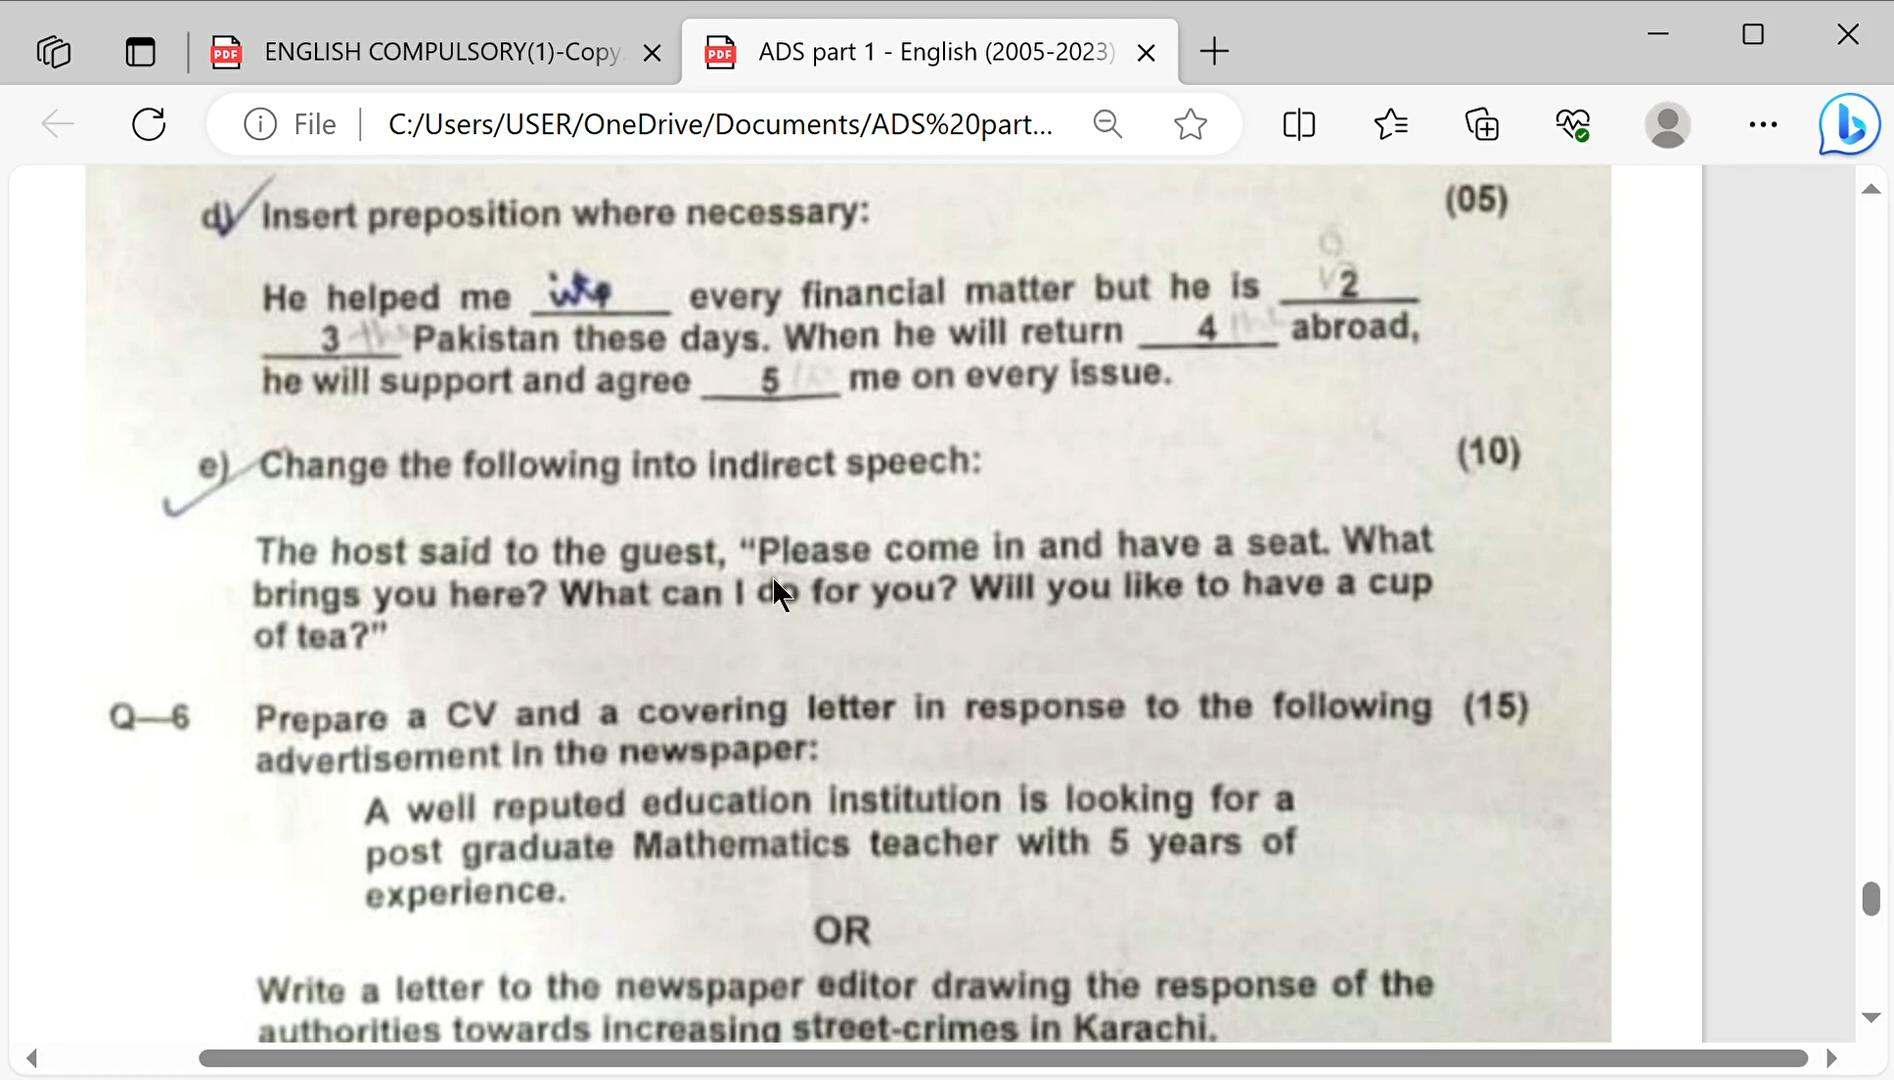 ENGLISH COMPULSORY(1)-Copy
ADS part 1 - English (2005-2023)
File
C:/Users/USER/OneDrive/Documents/ADS%20part...
d) Insert preposition where necessary: (05)
He helped me into every financial matter but he is 2
3 Pakistan these days. When he will return 4 abroad,
he will support and agree 5 me on every issue.
e) Change the following into indirect speech: (10)
The host said to the guest, “Please come in and have a seat. What
brings you here? What can I do for you? Will you like to have a cup
of tea?”
Q—6 Prepare a CV and a covering letter in response to the following (15)
advertisement in the newspaper:
A well reputed education institution is looking for a
post graduate Mathematics teacher with 5 years of
experience.
OR
Write a letter to the newspaper editor drawing the response of the
authorities towards increasing street-crimes in Karachi.